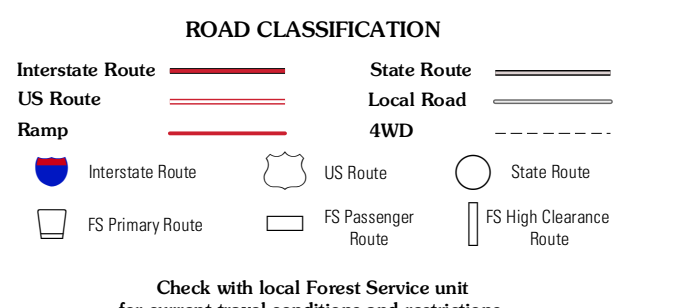 ROAD CLASSIFICATION
Interstate Route
State Route
US Route
Local Road
Ramp
4WD
Interstate Route
US Route
State Route
FS Primary Route
FS Passenger
Route
FS High Clearance
Route
Check with local Forest Service unit
for current travel conditions and restrictions